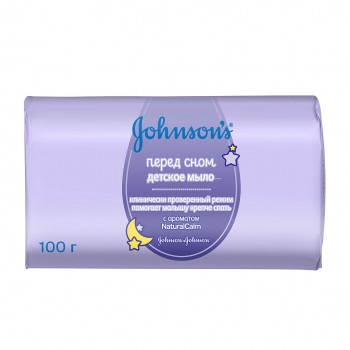 Johnson's
перед сном
детское мыло
клинически проверенный режим
помогает малышу крепче спать
с ароматом
NaturalCalm
100 г
Johnson & Johnson